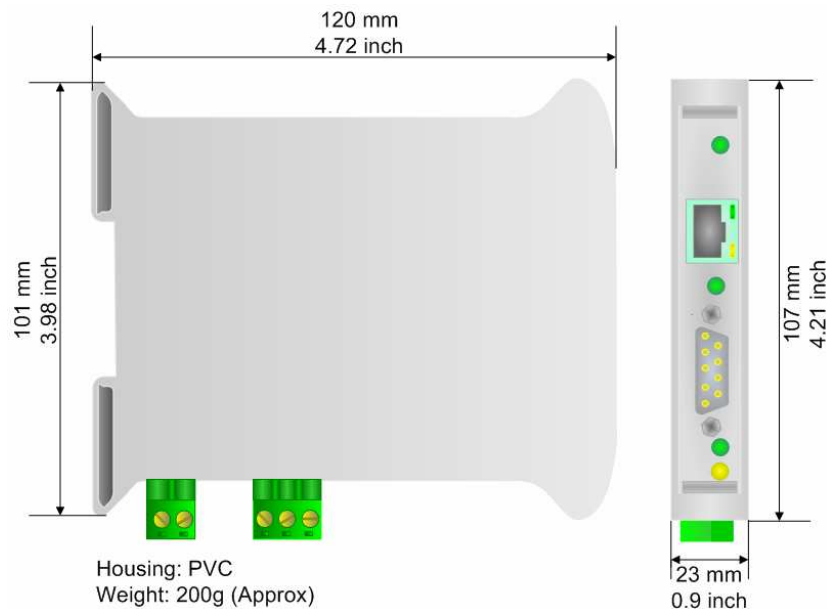 120 mm
4.72 inch
101 mm
3.98 inch
107 mm
4.21 inch
Housing: PVC
Weight: 200g (Approx)
23 mm
0.9 inch